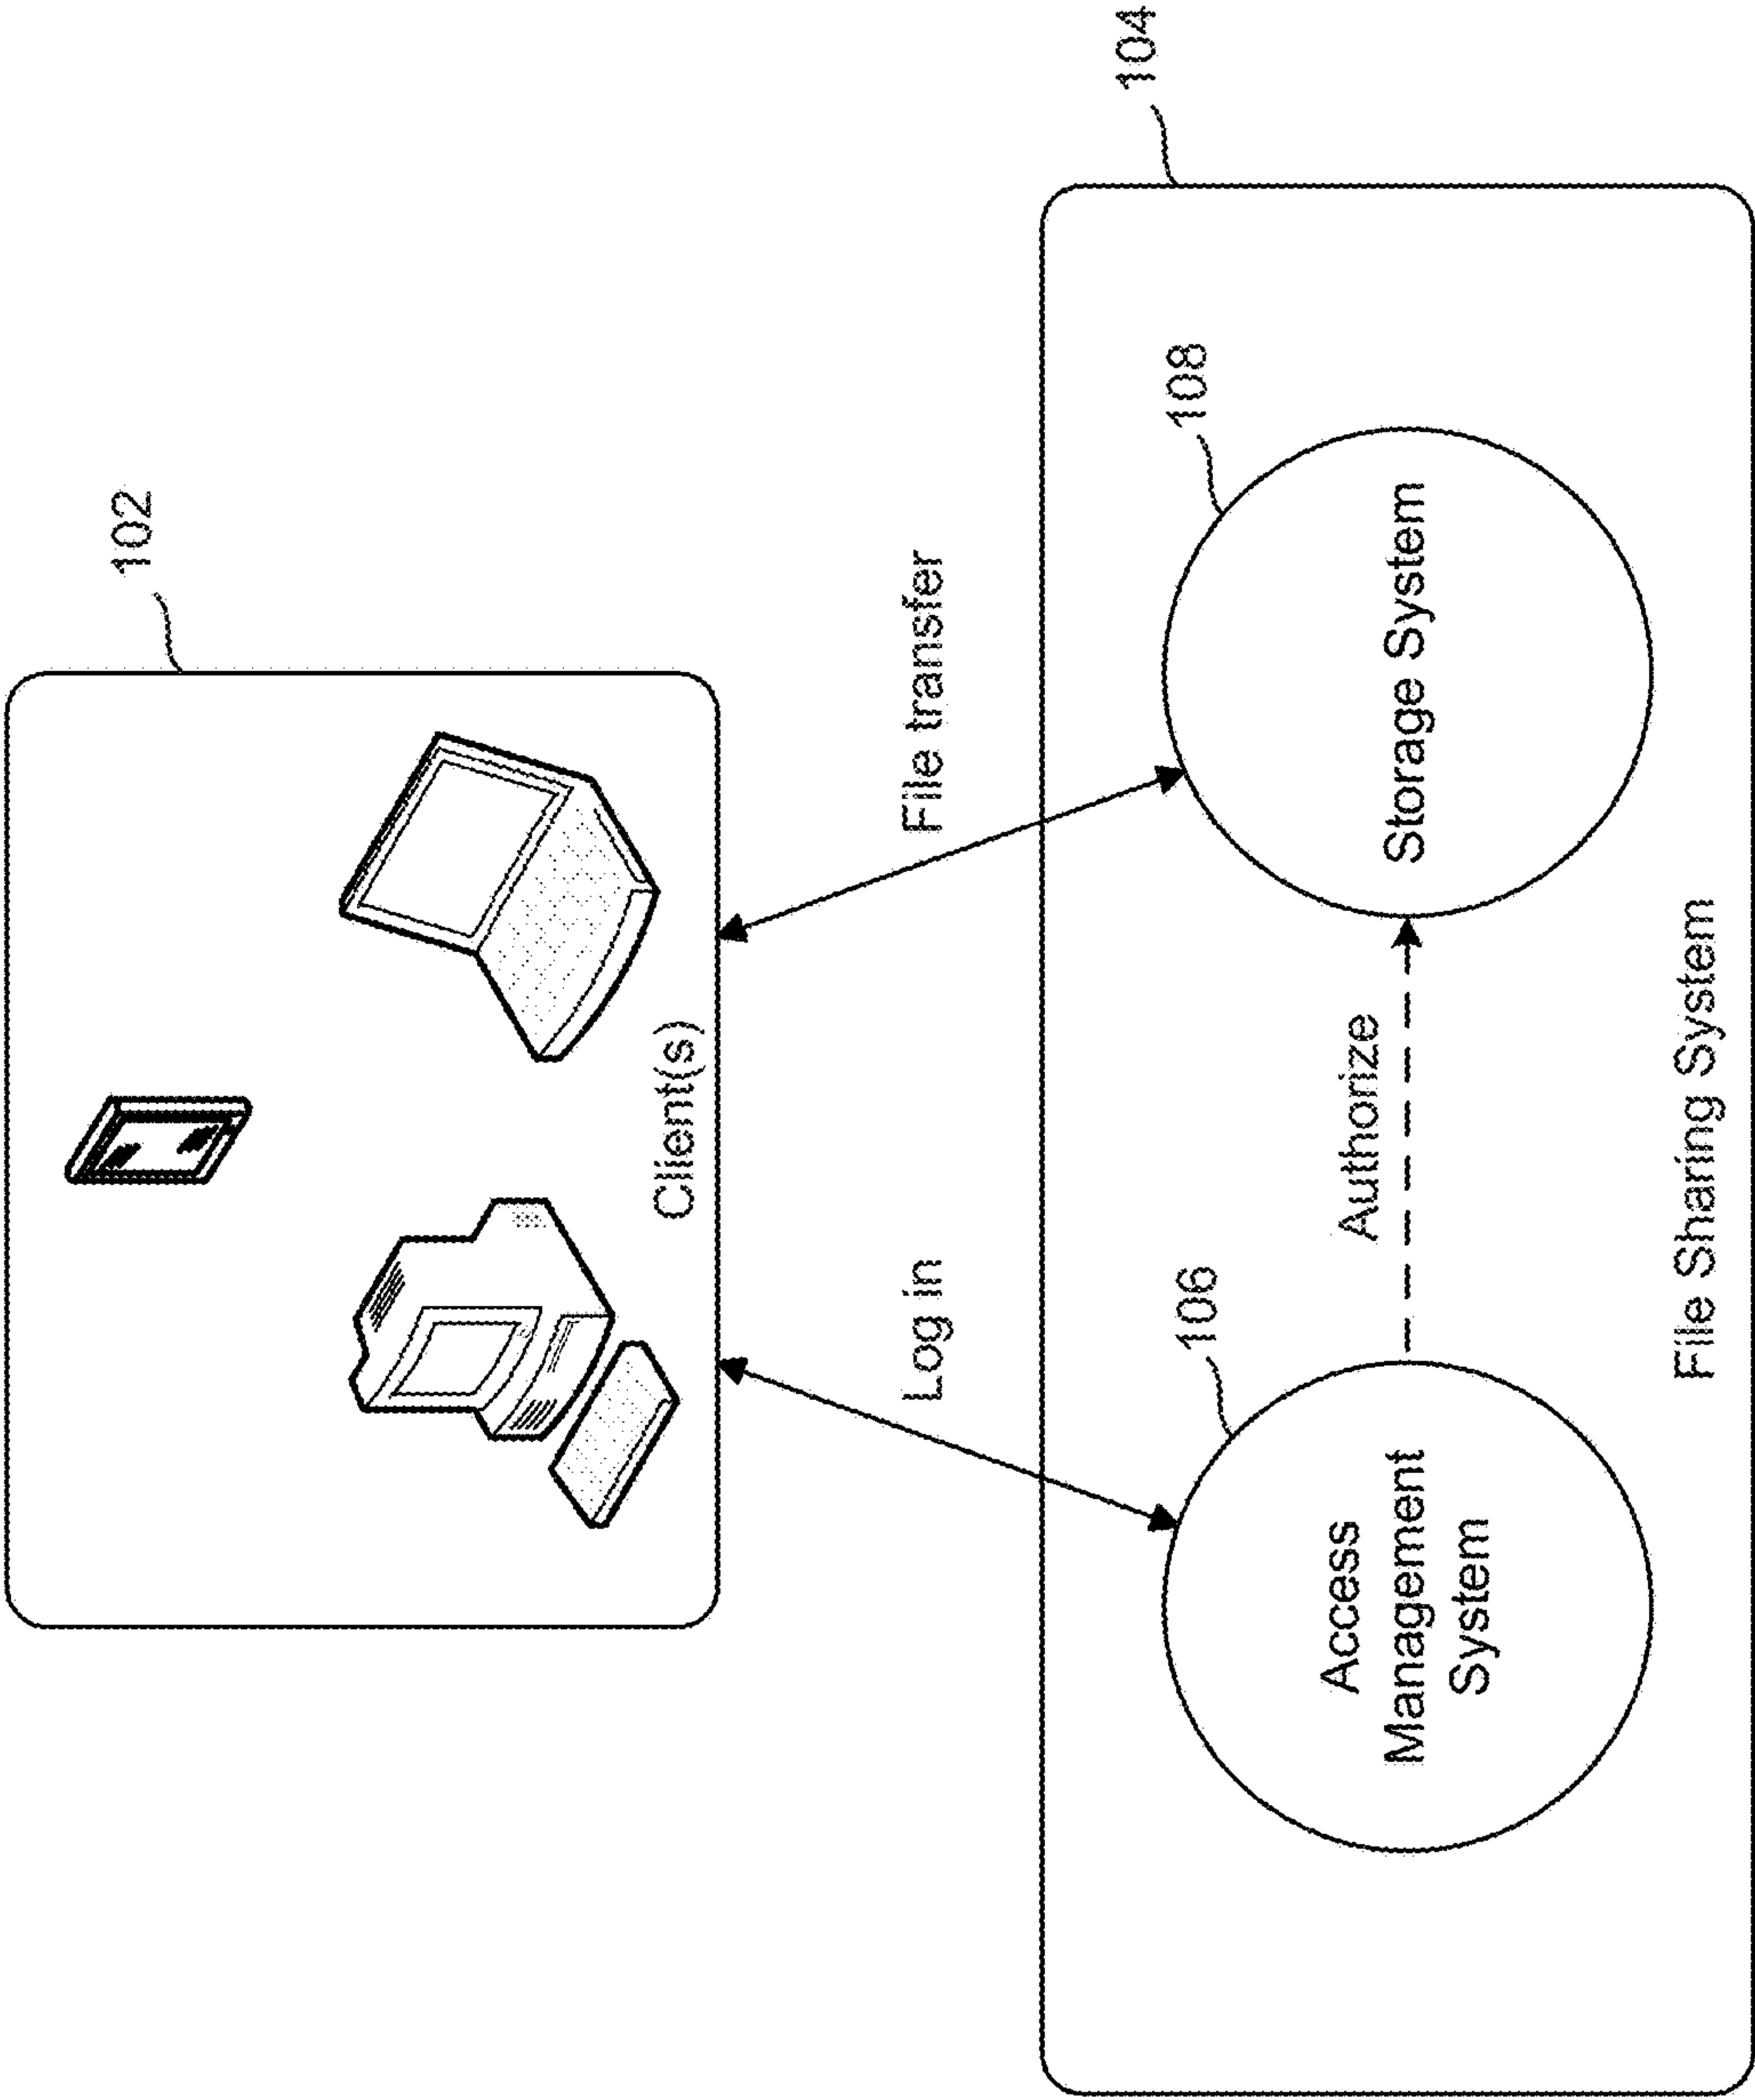 102
Client(s)
Log in
File transfer
104
106
108
Access
Management
System
Authorize
Storage System
File Sharing System